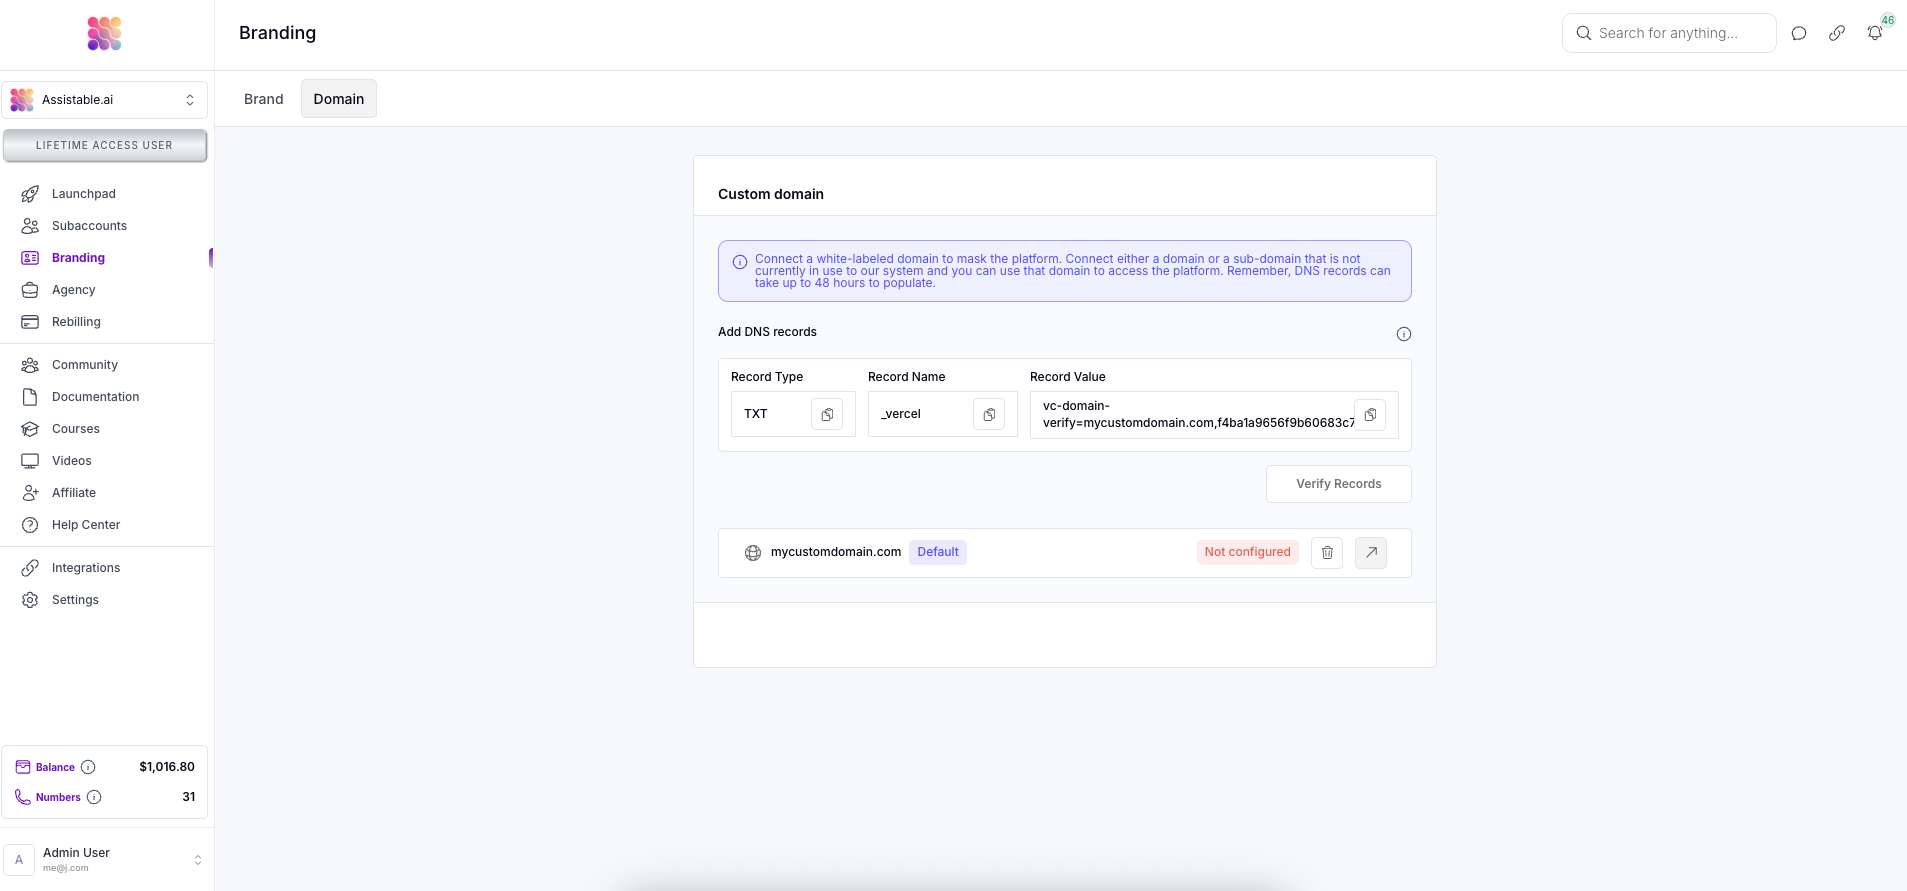 Branding
Search for anything...
46
Assistable.ai
LIFETIME ACCESS USER
Launchpad
Subaccounts
Branding
Agency
Rebilling
Community
Documentation
Courses
Videos
Affiliate
Help Center
Integrations
Settings
Balance
$1,016.80
Numbers
31
A
Admin User
me@j.com
Brand
Domain
Custom domain
Connect a white-labeled domain to mask the platform. Connect either a domain or a sub-domain that is not
currently in use to our system and you can use that domain to access the platform. Remember, DNS records can
take up to 48 hours to populate.
Add DNS records
Record Type
Record Name
Record Value
TXT
_vercel
vc-domain-
verify=mycustomdomain.com,f4ba1a9656f9b60683c7
Verify Records
mycustomdomain.com
Default
Not configured